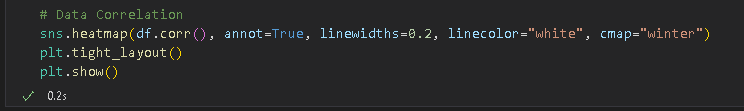 # Data Correlation
sns.heatmap(df.corr(), annot=True, linewidths=0.2, linecolor="white", cmap="winter")
plt.tight_layout()
plt.show()
✓ 0.2s